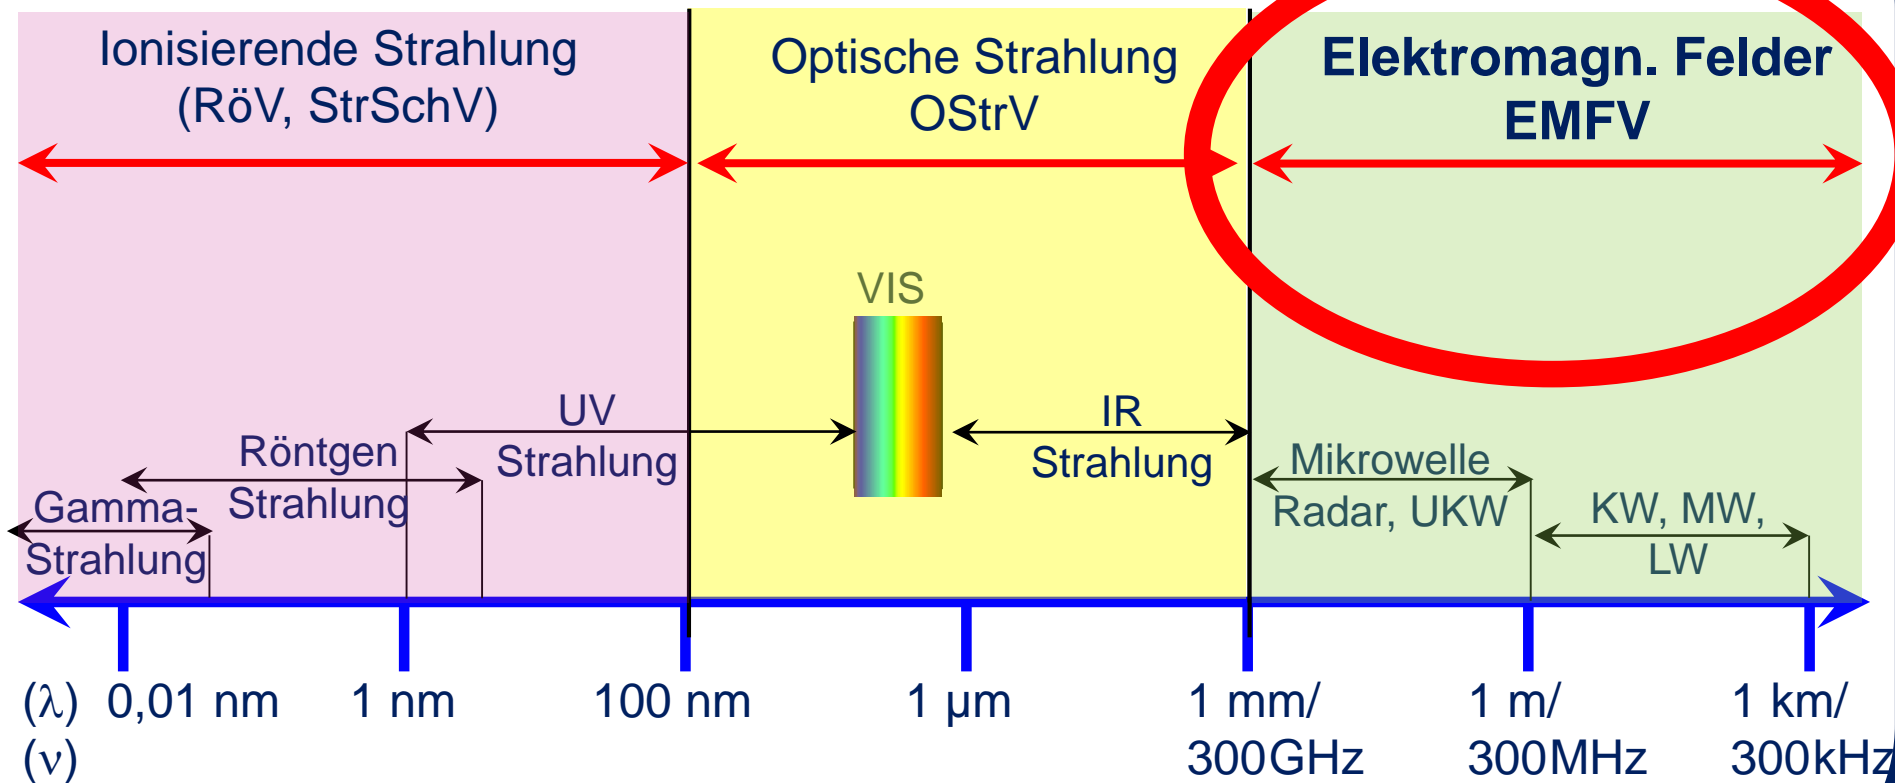 Ionisierende Strahlung
(RöV, StrSchV)
Optische Strahlung
OStrV
Elektromagn. Felder
EMFV
VIS
UV
Strahlung
IR
Strahlung
Röntgen
Strahlung
Gamma-
Strahlung
Mikrowelle
Radar, UKW
KW, MW,
LW
(λ) 0,01 nm 1 nm 100 nm 1 µm 1 mm/ 1 m/ 1 km/
(ν) 300GHz 300MHz 300kHz